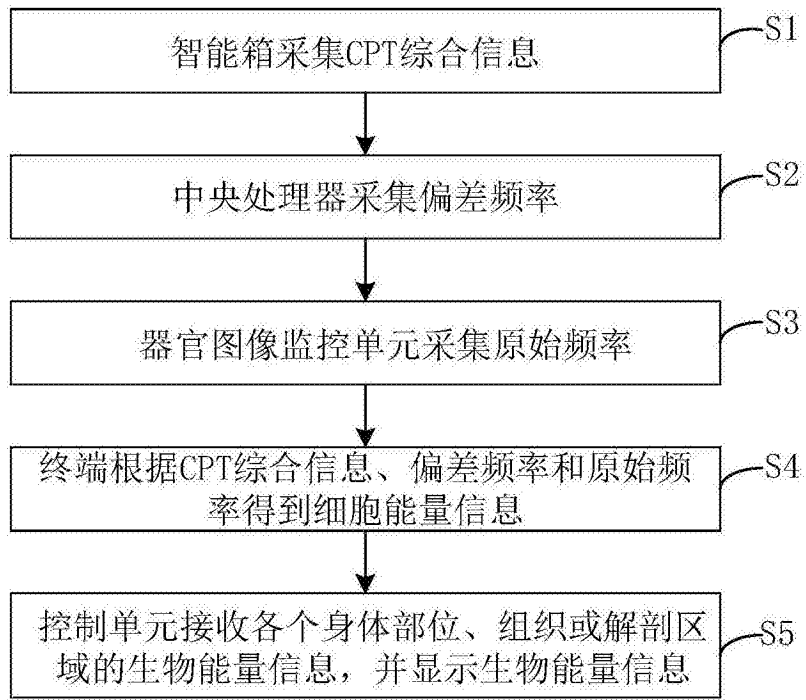 智能箱采集CPT综合信息
S1
中央处理器采集偏差频率
S2
器官图像监控单元采集原始频率
S3
终端根据CPT综合信息、偏差频率和原始频
率得到细胞能量信息
S4
控制单元接收各个身体部位、组织或解剖区
域的生物能量信息，并显示生物能量信息
S5